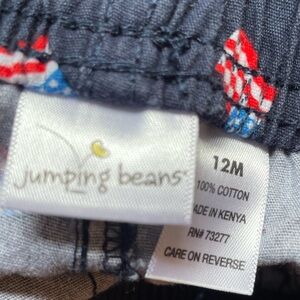 jumping beans®
12M
100% COTTON
ADE IN KENYA
RN# 73277
CARE ON REVERSE